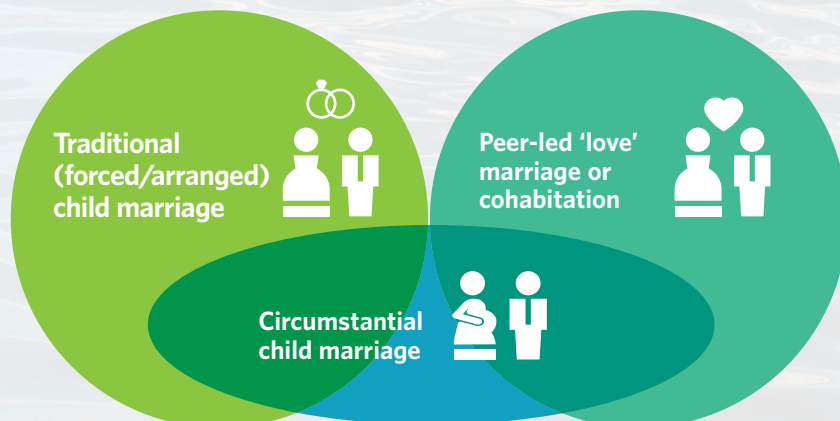 Traditional
(forced/arranged)
child marriage
Peer-led ‘love’
marriage or
cohabitation
Circumstantial
child marriage